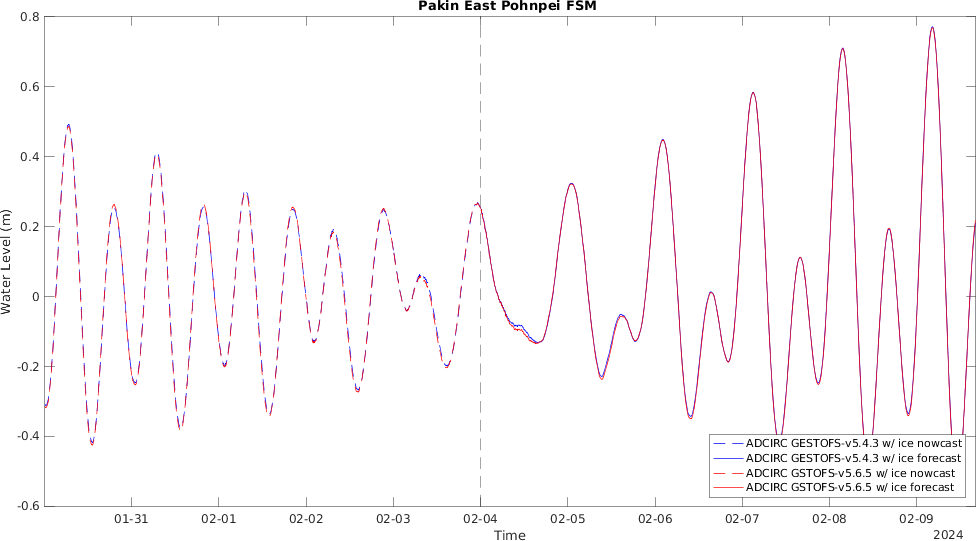 Pakin East Pohnpei FSM
0.8
0.6
0.4
0.2
0
-0.2
-0.4
-0.6
Water Level (m)
ADCIRC GESTOFS-v5.4.3 w/ ice nowcast
ADCIRC GESTOFS-v5.4.3 w/ ice forecast
ADCIRC GSTOFS-v5.6.5 w/ ice nowcast
ADCIRC GSTOFS-v5.6.5 w/ ice forecast
01-31 02-01 02-02 02-03 02-04 02-05 02-06 02-07 02-08 02-09
Time
2024